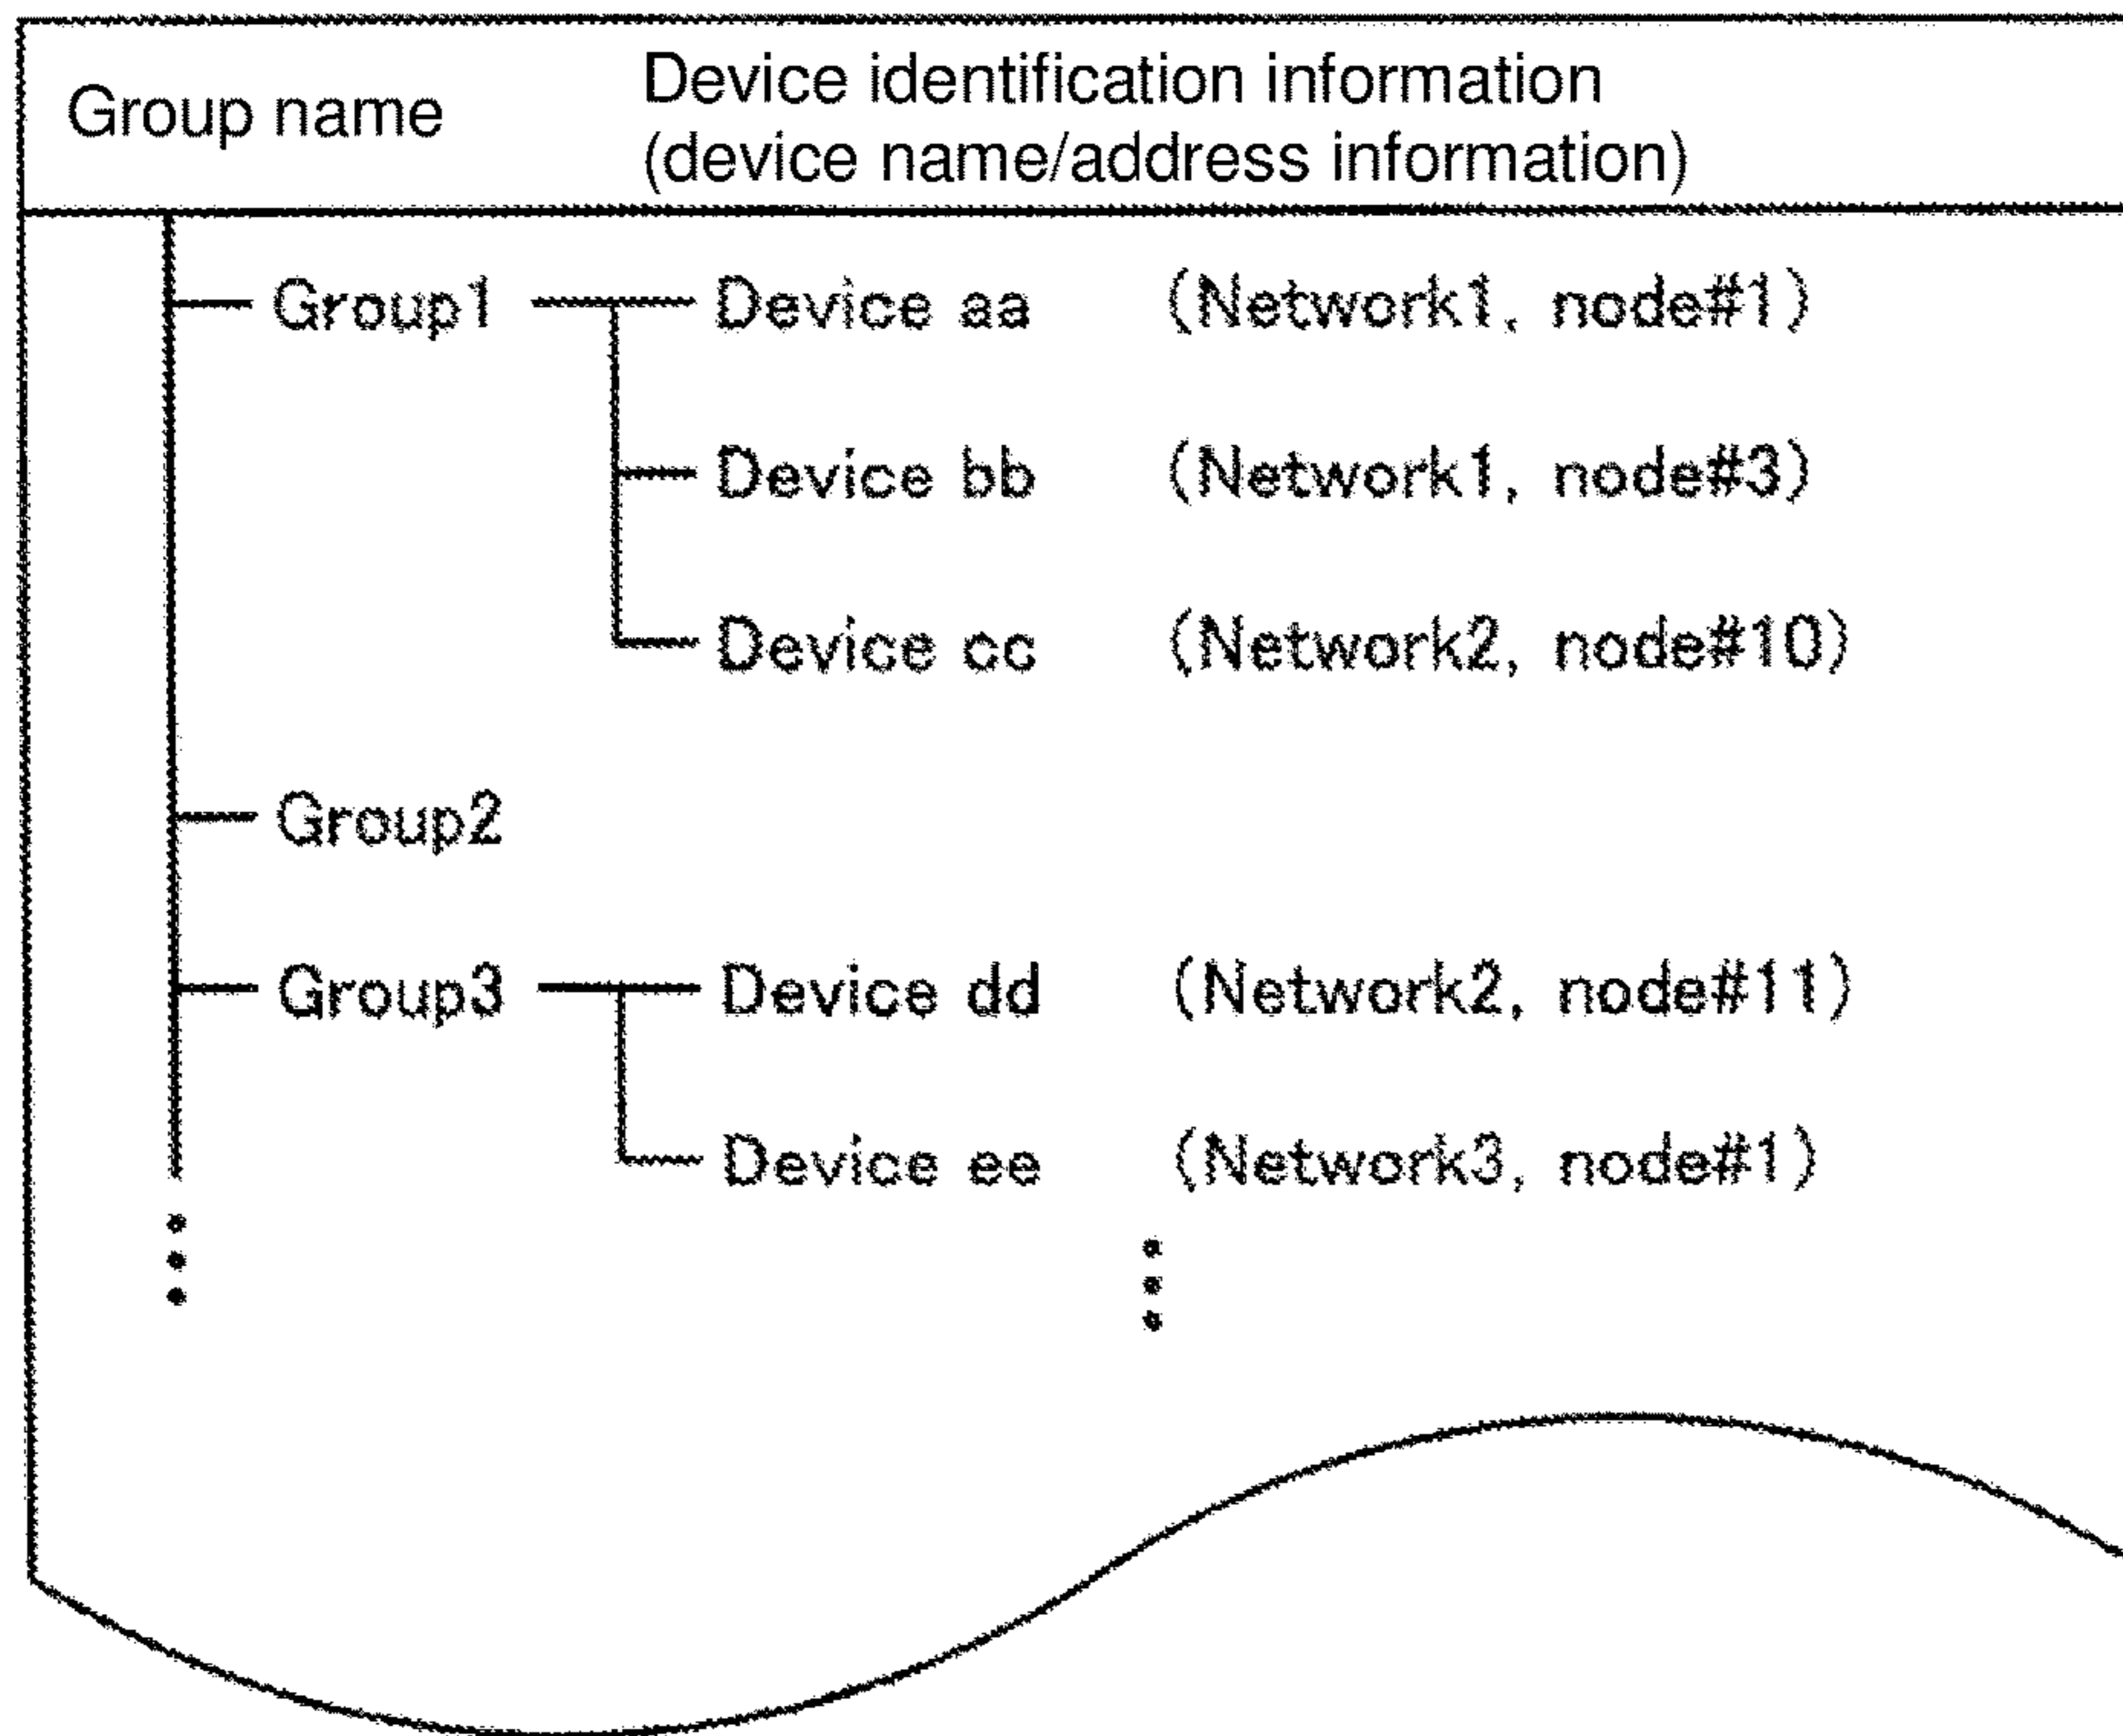 Group name
Device identification information
(device name/address information)
Group1 Device aa (Network1, node#1)
Device bb (Network1, node#3)
Device cc (Network2, node#10)
Group2
Group3 Device dd (Network2, node#11)
Device ee (Network3, node#1)